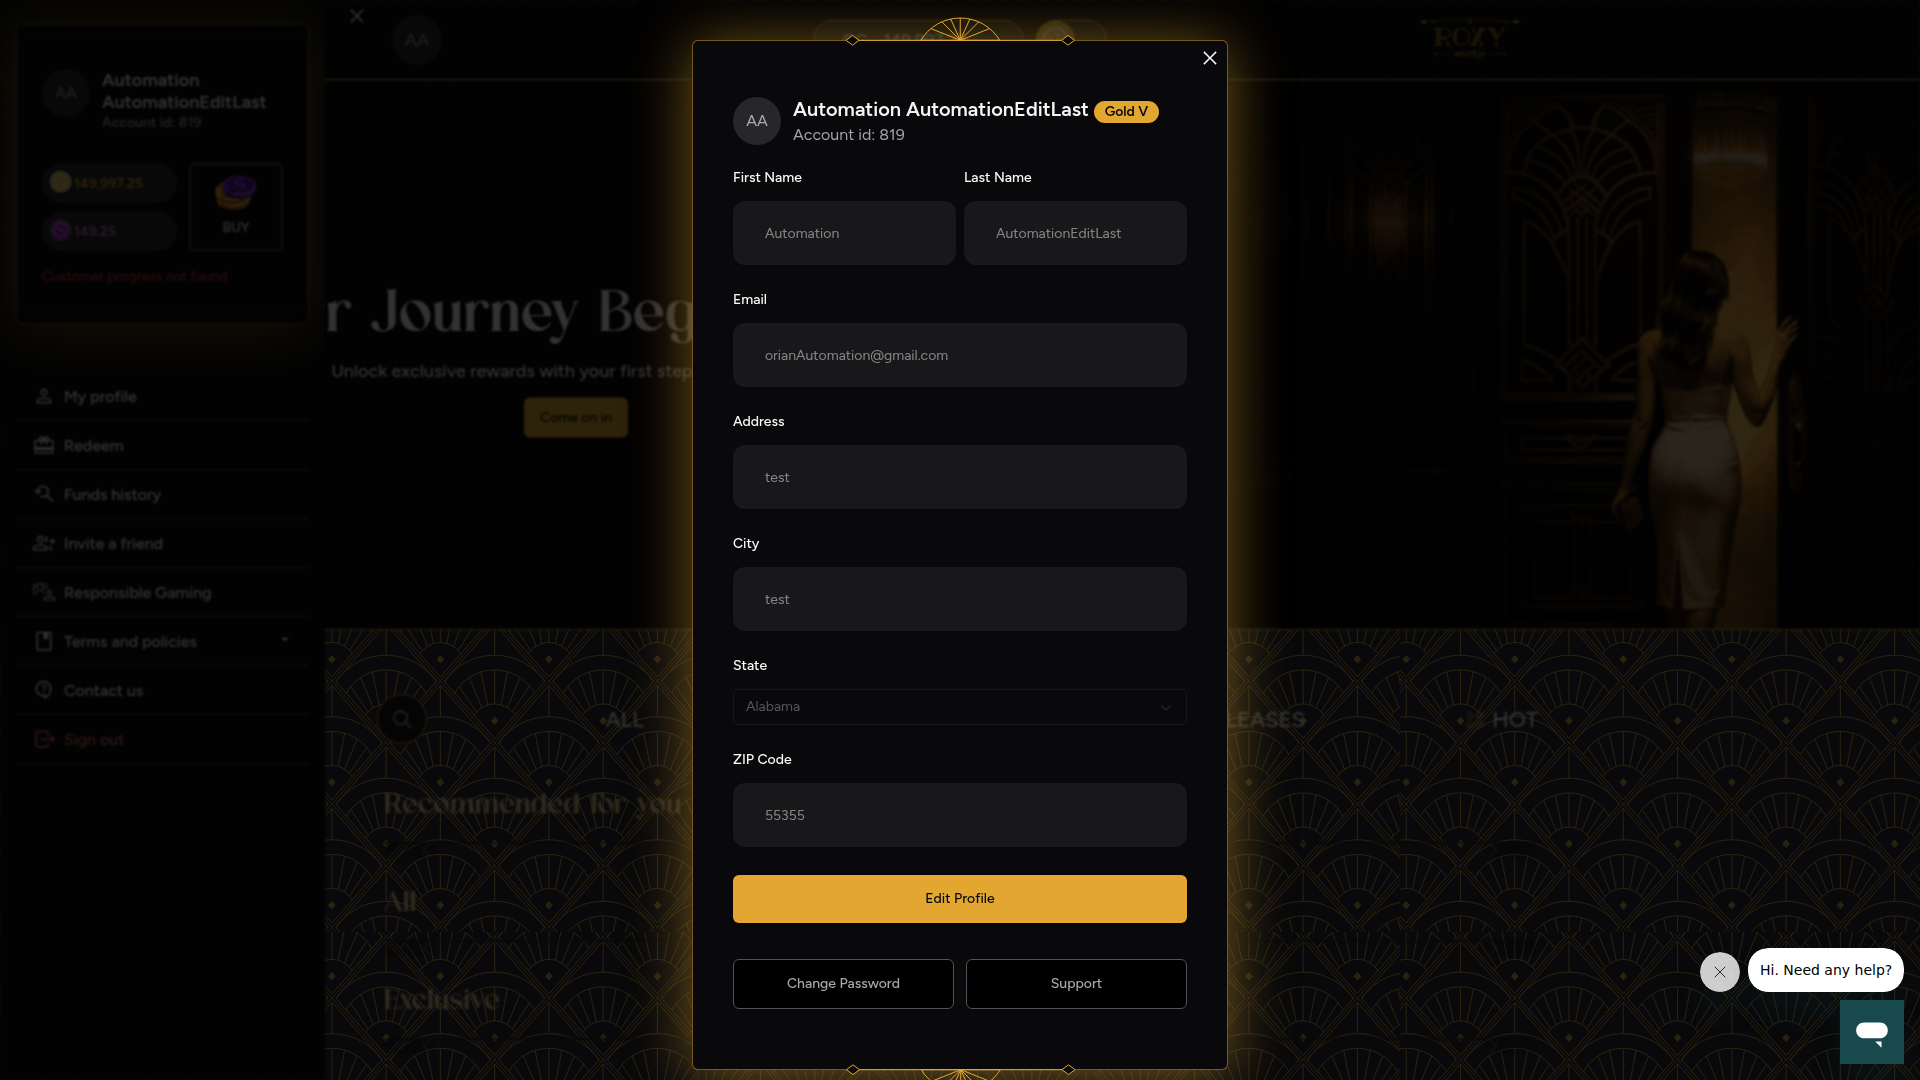 AA
Automation
AutomationEditLast
Account id: 819
149,997.25
149.25
BUY
Customer progress not found
My profile
Redeem
Funds history
Invite a friend
Responsible Gaming
Terms and policies
Contact us
Sign out
AA
ROXY
r Journey Beg
Unlock exclusive rewards with your first step
Come on in
ALL
LEASES
HOT
Recommended for you
All
Exclusive
AA
Automation AutomationEditLast
Gold V
Account id: 819
First Name
Last Name
Automation
AutomationEditLast
Email
orianAutomation@gmail.com
Address
test
City
test
State
Alabama
ZIP Code
55355
Edit Profile
Change Password
Support
Hi. Need any help?